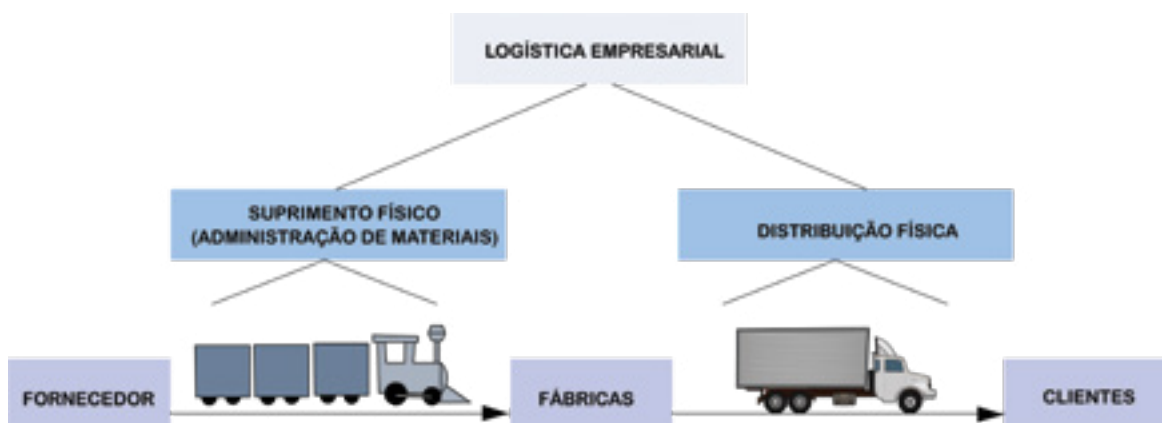 LOGÍSTICA EMPRESARIAL
SUPRIMENTO FÍSICO
(ADMINISTRAÇÃO DE MATERIAIS)
DISTRIBUIÇÃO FÍSICA
FORNECEDOR
FÁBRICAS
CLIENTES